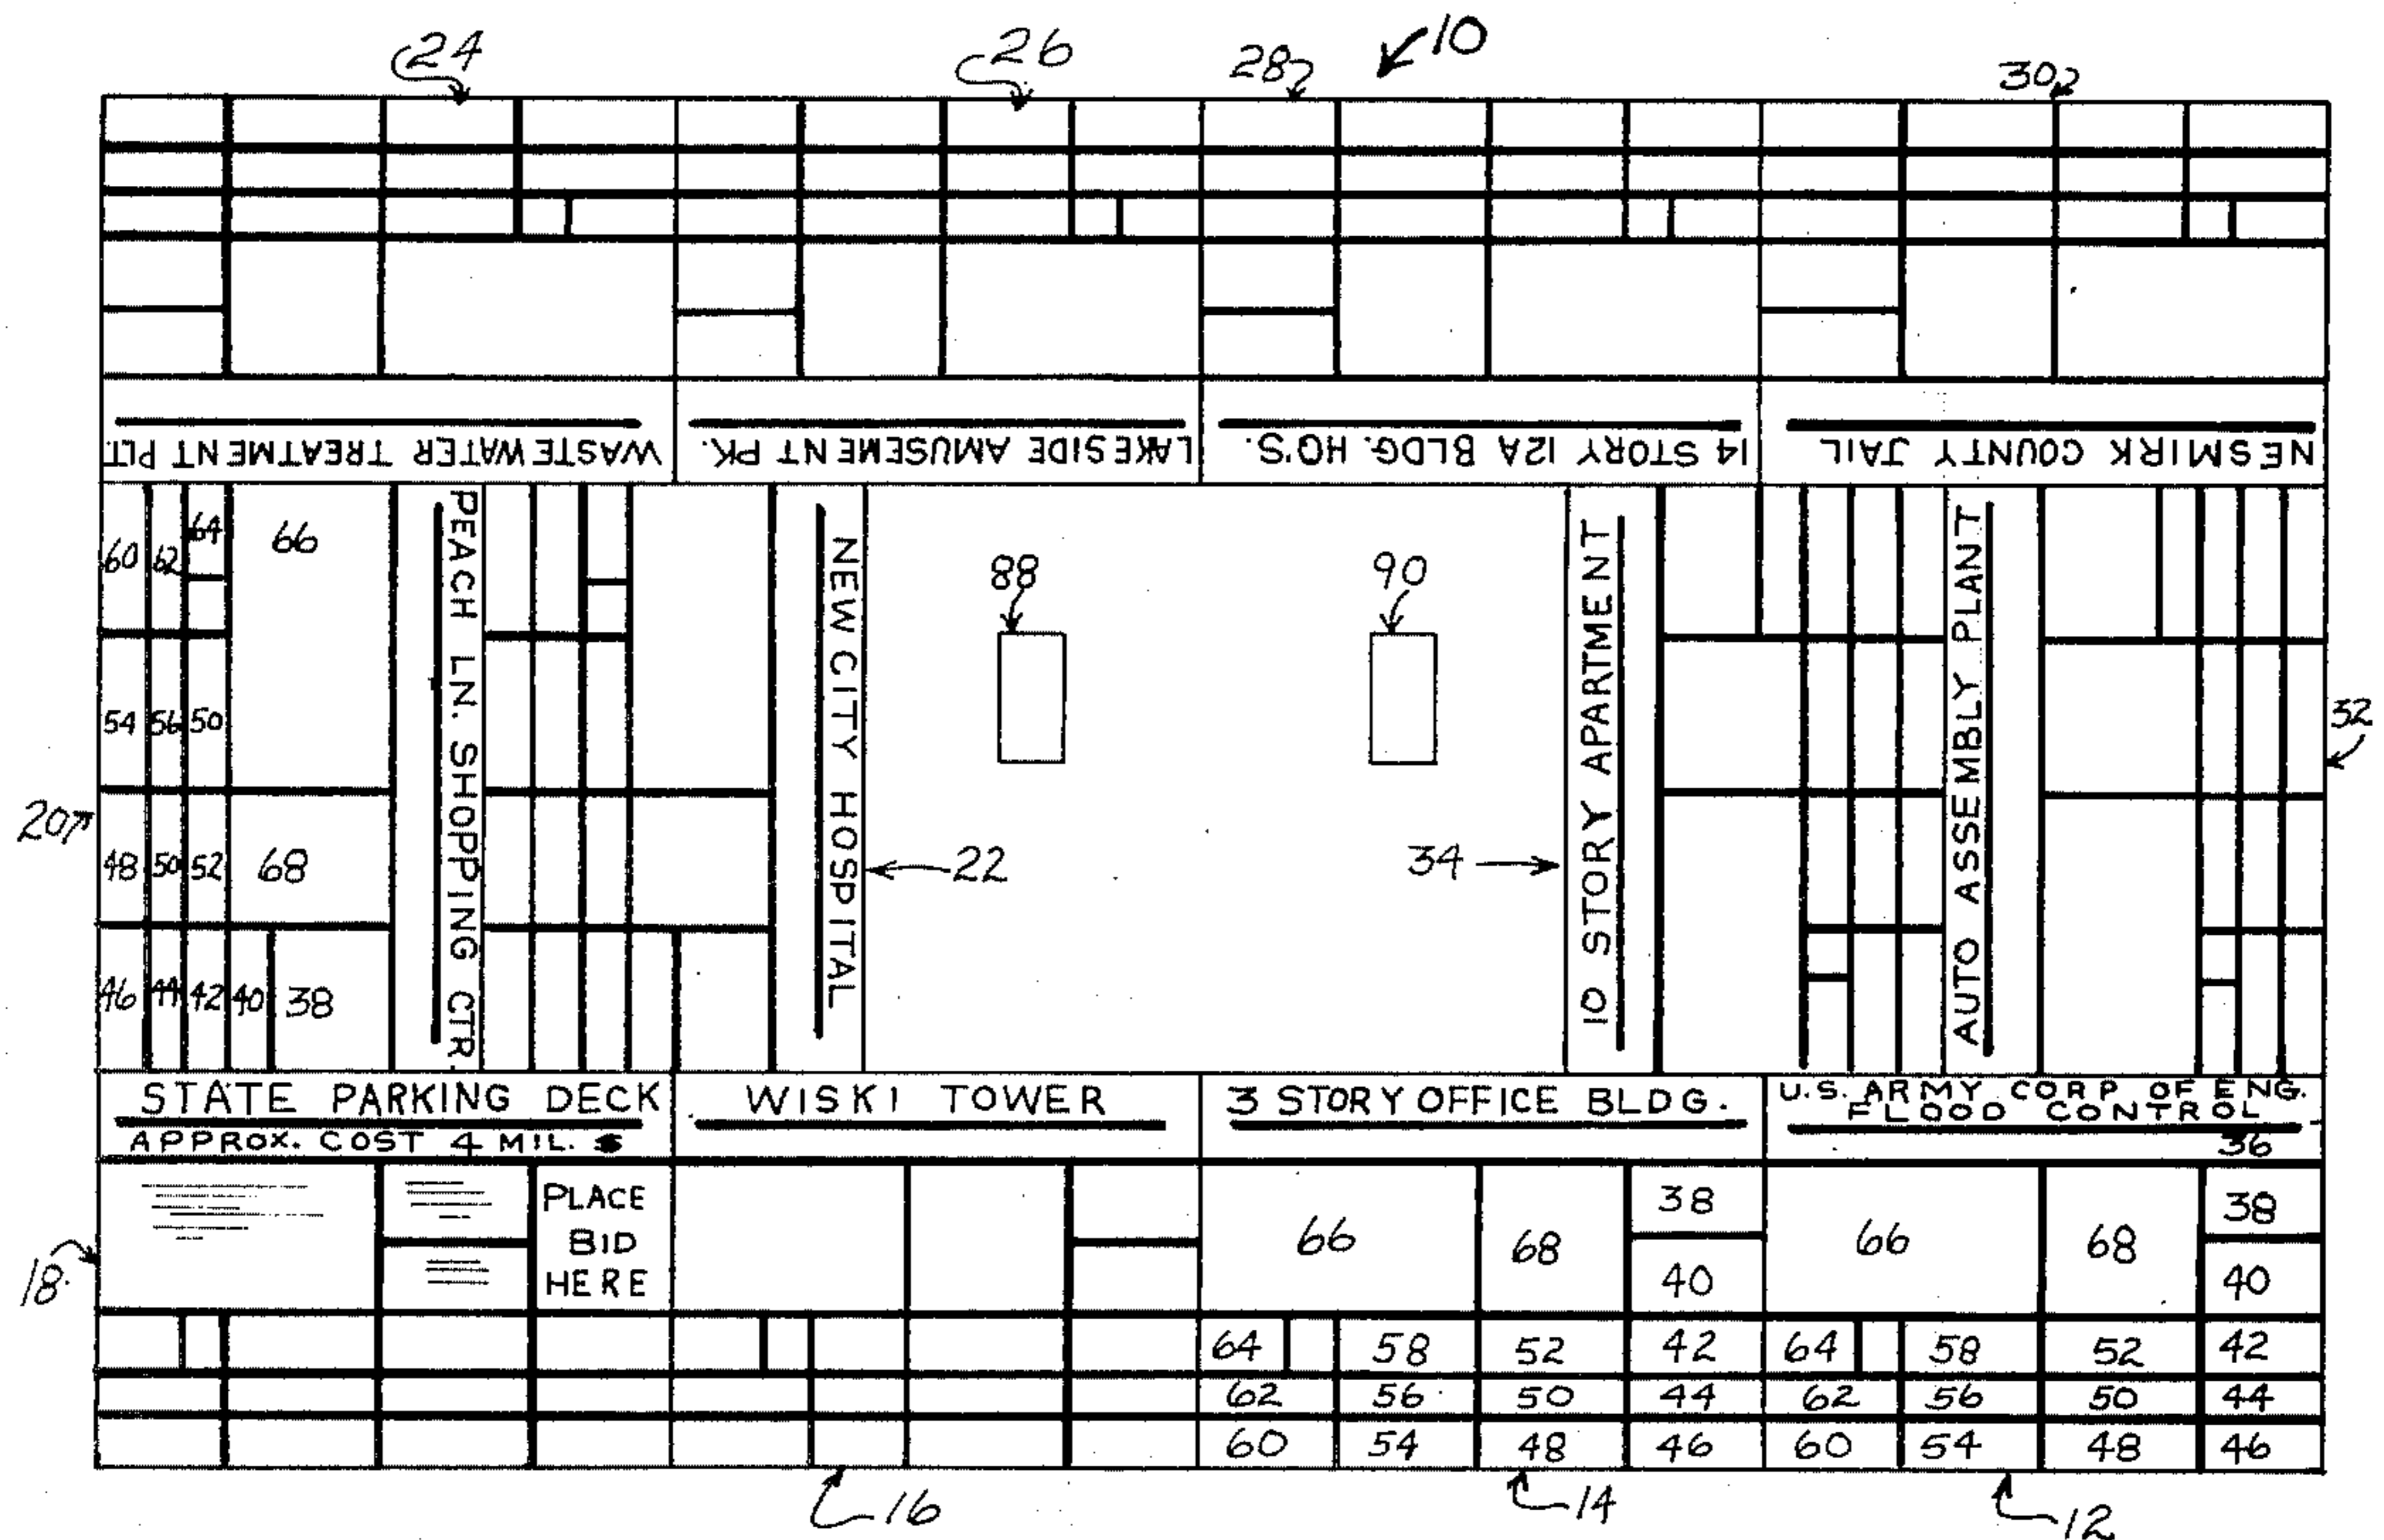 24 26 28 10 30
WASTEWATER TREATMENT PLT.
LAKESIDE AMUSEMENT PK.
14 STORY 12A BLDG. HQ'S.
NESMIRK COUNTY JAIL
60 62 64 66
54 56 50
48 50 52 68
46 44 42 40 38
20
PEACH LN. SHOPPING CTR.
NEW CITY HOSPITAL
22
88
90
34
10 STORY APARTMENT
AUTO ASSEMBLY PLANT
32
STATE PARKING DECK
APPROX. COST 4 MIL. $
WISKI TOWER
3 STORY OFFICE BLDG.
U.S. ARMY CORP. OF ENG.
FLOOD CONTROL
36
18
PLACE
BID
HERE
66 68 38
40
64 58 52 42
62 56 50 44
60 54 48 46
66 68 38
40
64 58 52 42
62 56 50 44
60 54 48 46
16 14 12